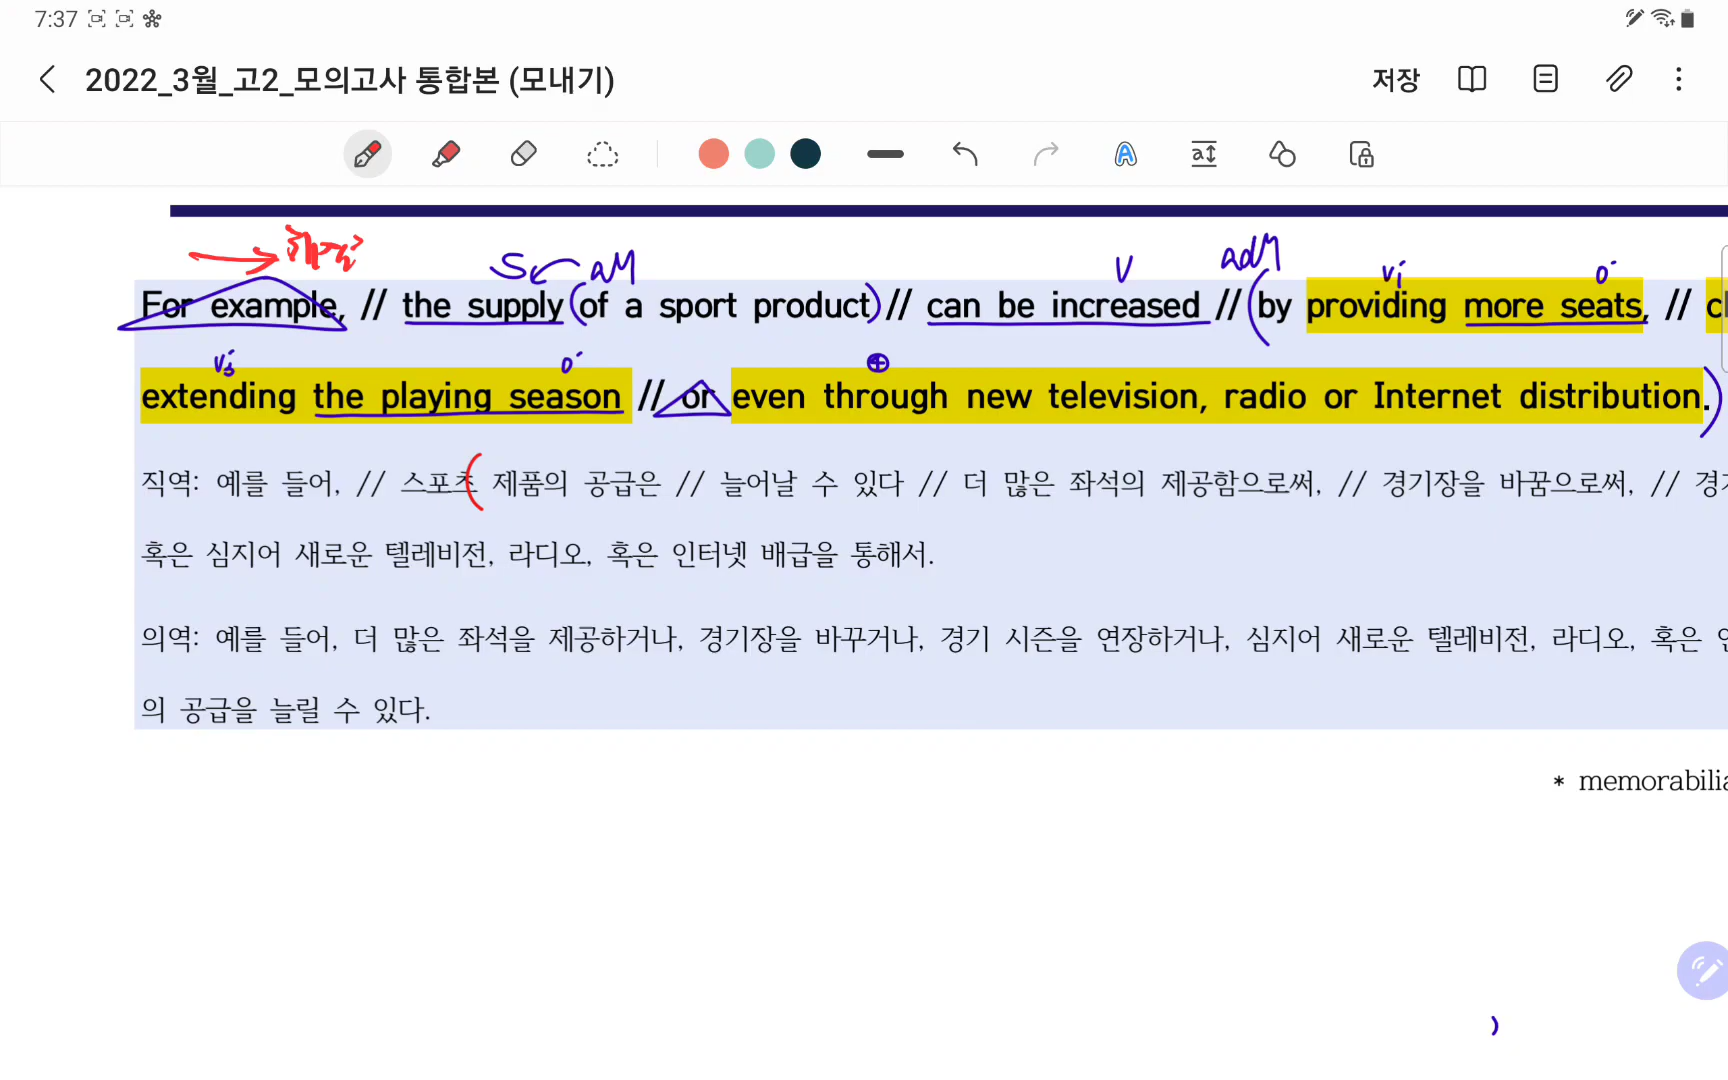 7:37
2022_3월_고2_모의고사 통합본 (모내기)
저장
S aM V adM vi o'
For example, // the supply (of a sport product) // can be increased // (by providing more seats, //
o'
extending the playing season // or even through new television, radio or Internet distribution.)
직역: 예를 들어, // 스포츠 제품의 공급은 // 늘어날 수 있다 // 더 많은 좌석의 제공함으로써, // 경기장을 바꿈으로써, //
혹은 심지어 새로운 텔레비전, 라디오, 혹은 인터넷 배급을 통해서.
의역: 예를 들어, 더 많은 좌석을 제공하거나, 경기장을 바꾸거나, 경기 시즌을 연장하거나, 심지어 새로운 텔레비전, 라디오, 혹은
의 공급을 늘릴 수 있다.
* memorabilia